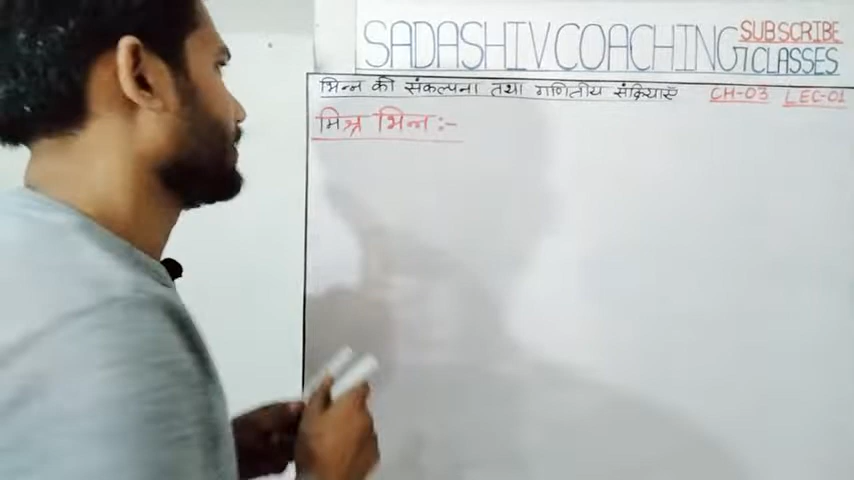 SADASHIV COACHING CLASSES
SUBSCRIBE
भिन्न की संकल्पना तथा गणितीय संक्रियाएँ CH-03 LEC-01
मिश्र भिन्न :-